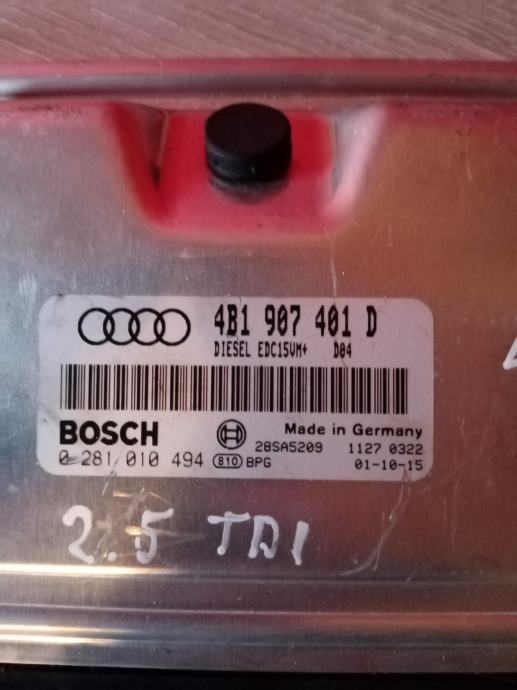 4B1 907 401 D
DIESEL EDC15VM+ D04
BOSCH
Made in Germany
28SA5209 1127 0322
0 281 010 494 810 BPG 01-10-15
2.5 TDI